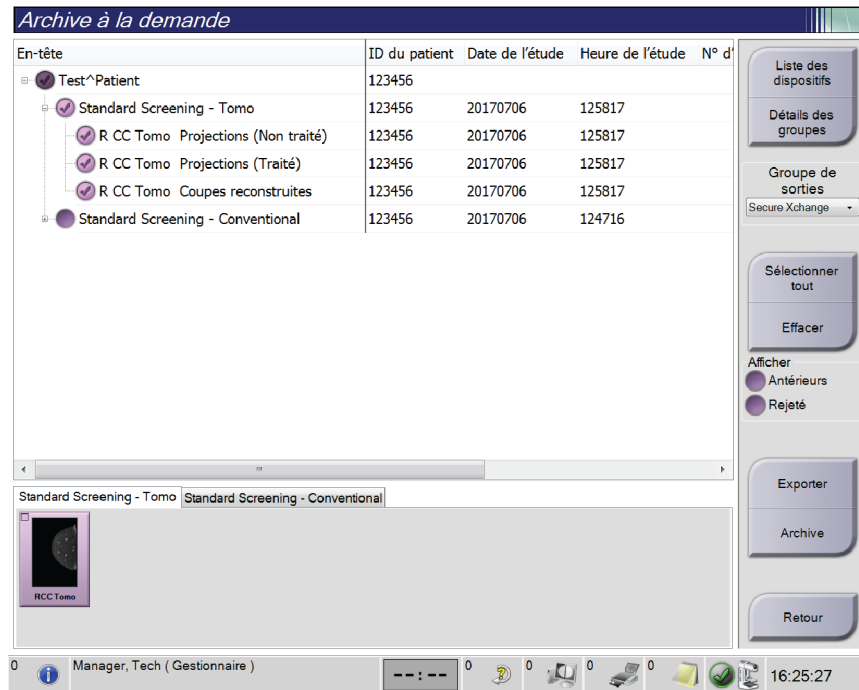 Archive à la demande
En-tête ID du patient Date de l'étude Heure de l'étude N° d'
Test^Patient 123456
Standard Screening - Tomo 123456 20170706 125817
R CC Tomo Projections (Non traité) 123456 20170706 125817
R CC Tomo Projections (Traité) 123456 20170706 125817
R CC Tomo Coupes reconstruites 123456 20170706 125817
Standard Screening - Conventional 123456 20170706 124716
Liste des
dispositifs
Détails des
groupes
Groupe de
sorties
Secure Xchange
Sélectionner
tout
Effacer
Afficher
Antérieurs
Rejeté
Exporter
Archive
Retour
Standard Screening - Tomo Standard Screening - Conventional
RCC Tomo
0 Manager, Tech ( Gestionnaire ) --:-- 0 0 0 0 16:25:27